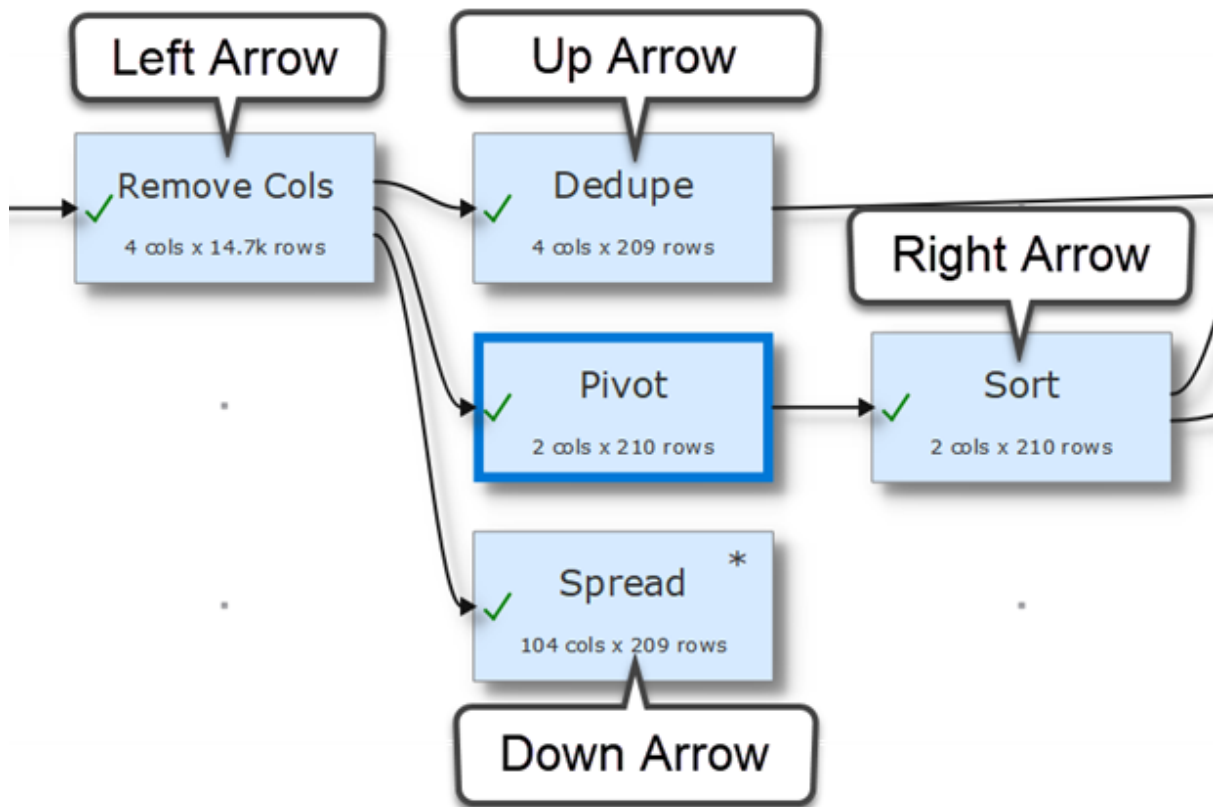 Left Arrow
Up Arrow
Remove Cols
4 cols x 14.7k rows
Dedupe
4 cols x 209 rows
Right Arrow
Pivot
2 cols x 210 rows
Sort
2 cols x 210 rows
Spread *
104 cols x 209 rows
Down Arrow